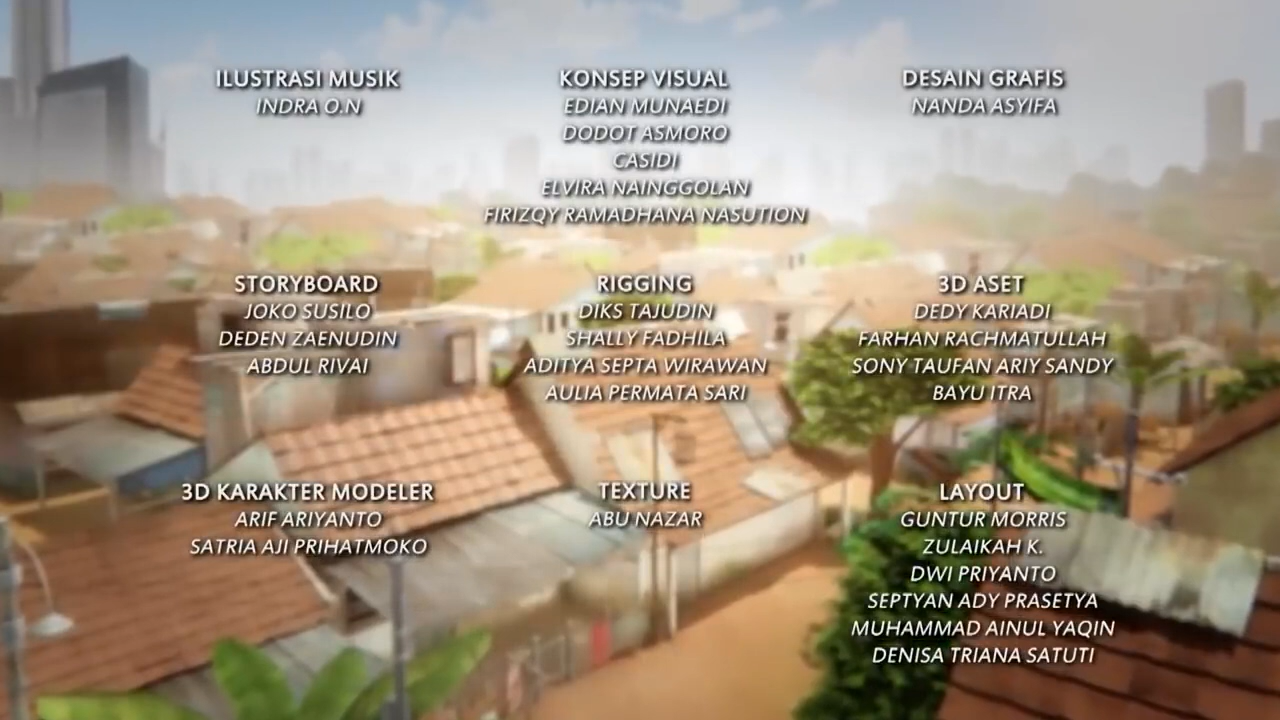 ILUSTRASI MUSIK
INDRA O.N
KONSEP VISUAL
EDIAN MUNAEDI
DODOT ASMORO
CASIDI
ELVIRA NAINGGOLAN
FIRIZQY RAMADHANA NASUTION
DESAIN GRAFIS
NANDA ASYIFA
STORYBOARD
JOKO SUSILO
DEDEN ZAENUDIN
ABDUL RIVAI
RIGGING
DIKS TAJUDIN
SHALLY FADHILA
ADITYA SEPTA WIRAWAN
AULIA PERMATA SARI
3D ASET
DEDY KARIADI
FARHAN RACHMATULLAH
SONY TAUFAN ARIY SANDY
BAYU ITRA
3D KARAKTER MODELER
ARIF ARIYANTO
SATRIA AJI PRIHATMOKO
TEXTURE
ABU NAZAR
LAYOUT
GUNTUR MORRIS
ZULAIKAH K.
DWI PRIYANTO
SEPTYAN ADY PRASETYA
MUHAMMAD AINUL YAQIN
DENISA TRIANA SATUTI